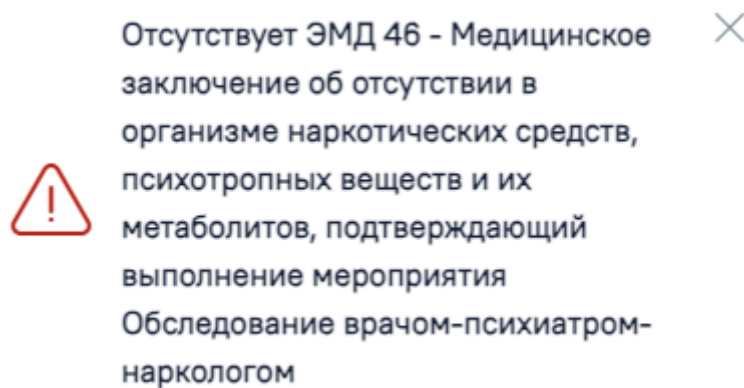 Отсутствует ЭМД 46 - Медицинское
заключение об отсутствии в
организме наркотических средств,
психотропных веществ и их
метаболитов, подтверждающий
выполнение мероприятия
Обследование врачом-психиатром-
наркологом